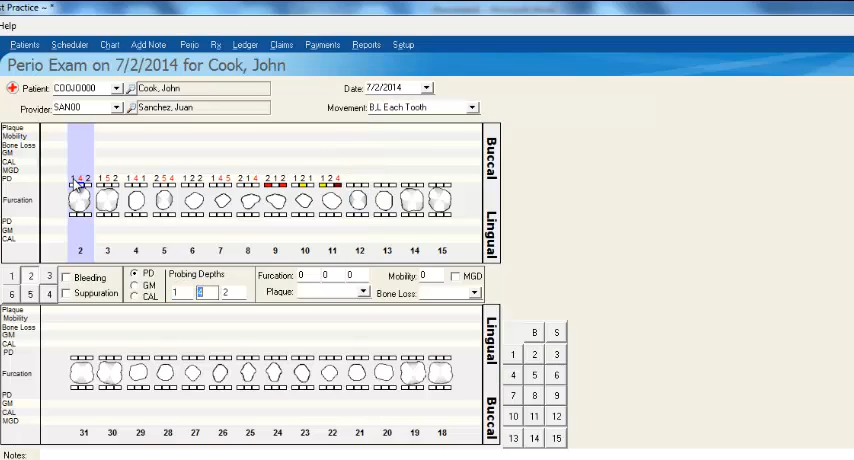 st Practice ~ *
Help
Patients Scheduler Chart Add Note Perio Rx Ledger Claims Payments Reports Setup
Perio Exam on 7/2/2014 for Cook, John
Patient: COOJO000 Cook, John Date: 7/2/2014
Provider: SAN00 Sanchez, Juan Movement: B,L Each Tooth
Plaque
Mobility
Bone Loss
GM
CAL
MGD
PD 1 4 2 1 5 2 1 4 1 2 5 4 1 2 2 1 2 2 2 1 4 2 1 2 1 2 1 1 2 4
Buccal
Furcation
Lingual
PD
GM
CAL
2 3 4 5 6 7 8 9 10 11 12 13 14 15
1 2 3 Bleeding PD Probing Depths Furcation: 0 0 0 Mobility: 0 MGD
6 5 4 Suppuration GM CAL 1 4 2 Plaque: Bone Loss:
Plaque
Mobility
Bone Loss
GM
CAL
PD
Lingual
Furcation
Buccal
PD
GM
CAL
MGD
31 30 29 28 27 26 25 24 23 22 21 20 19 18
B S
1 2 3
4 5 6
7 8 9
10 11 12
13 14 15
Notes: